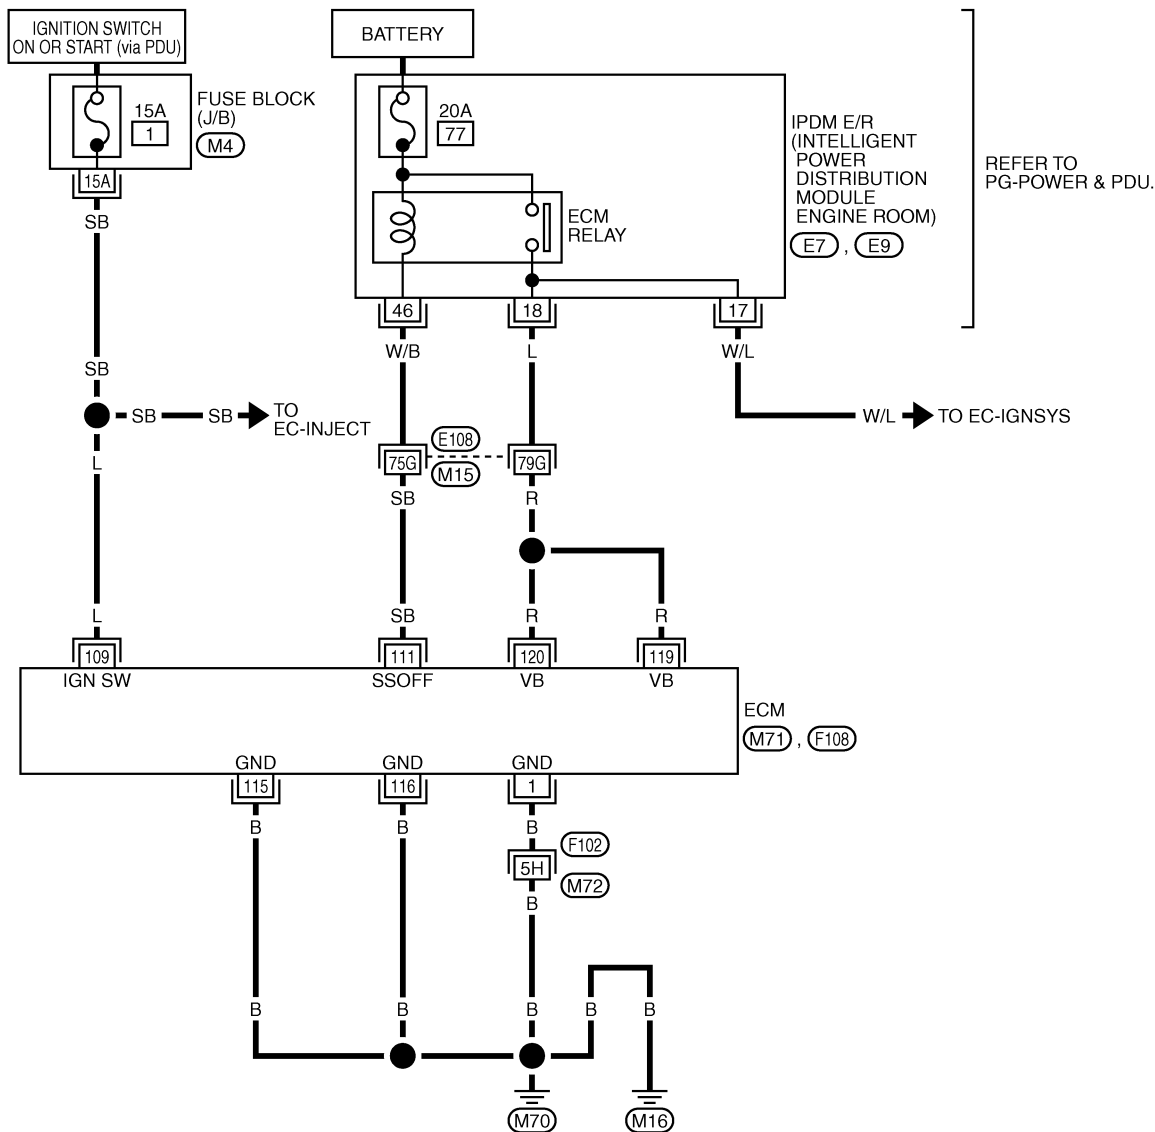 IGNITION SWITCH
ON OR START (via PDU)
BATTERY
15A
1
FUSE BLOCK
(J/B)
M4
20A
77
IPDM E/R
(INTELLIGENT
POWER
DISTRIBUTION
MODULE
ENGINE ROOM)
E7 , E9
REFER TO
PG-POWER & PDU.
15A
SB
ECM
RELAY
46
18
17
W/B
L
W/L
SB
SB
SB
TO
EC-INJECT
W/L
TO EC-IGNSYS
L
E108
75G
79G
M15
SB
R
L
SB
R
R
109
111
120
119
IGN SW
SSOFF
VB
VB
ECM
M71 , F108
GND
GND
GND
115
116
1
B
B
B
F102
5H
M72
B
B
B
B
B
B
M70
M16